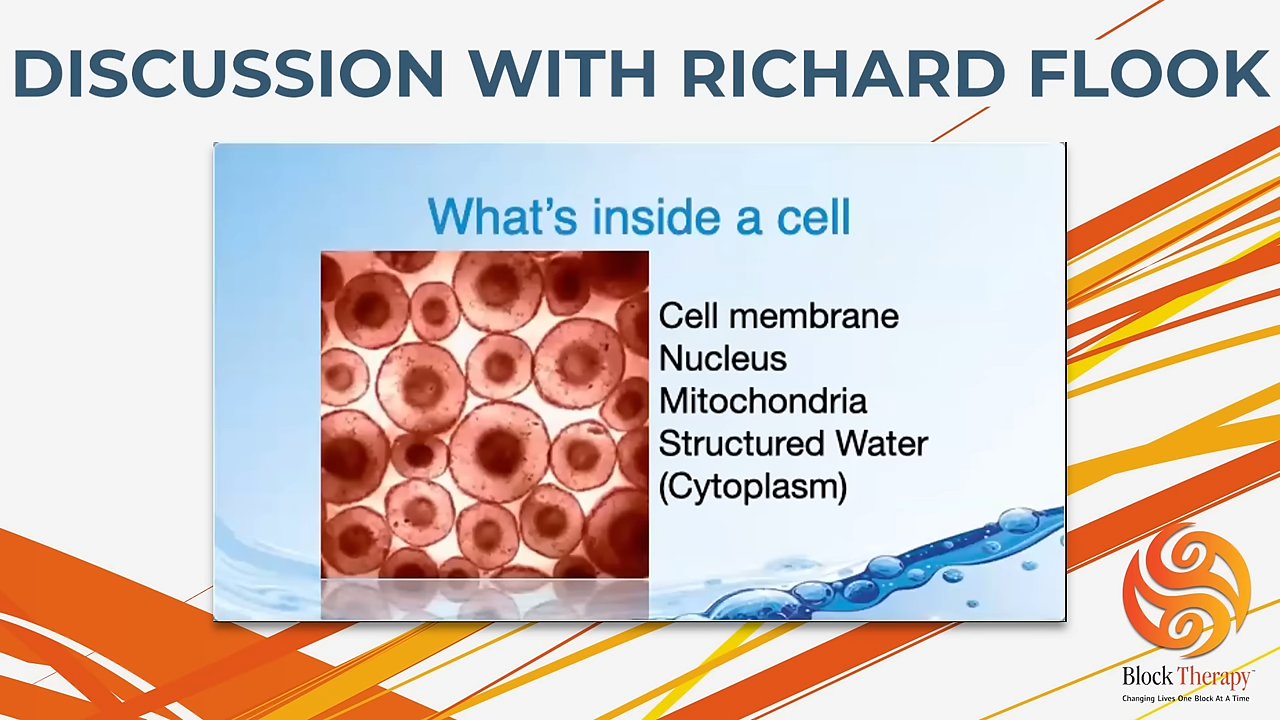 DISCUSSION WITH RICHARD FLOOK
What's inside a cell
Cell membrane
Nucleus
Mitochondria
Structured Water
(Cytoplasm)
Block Therapy
Changing Lives One Block At A Time